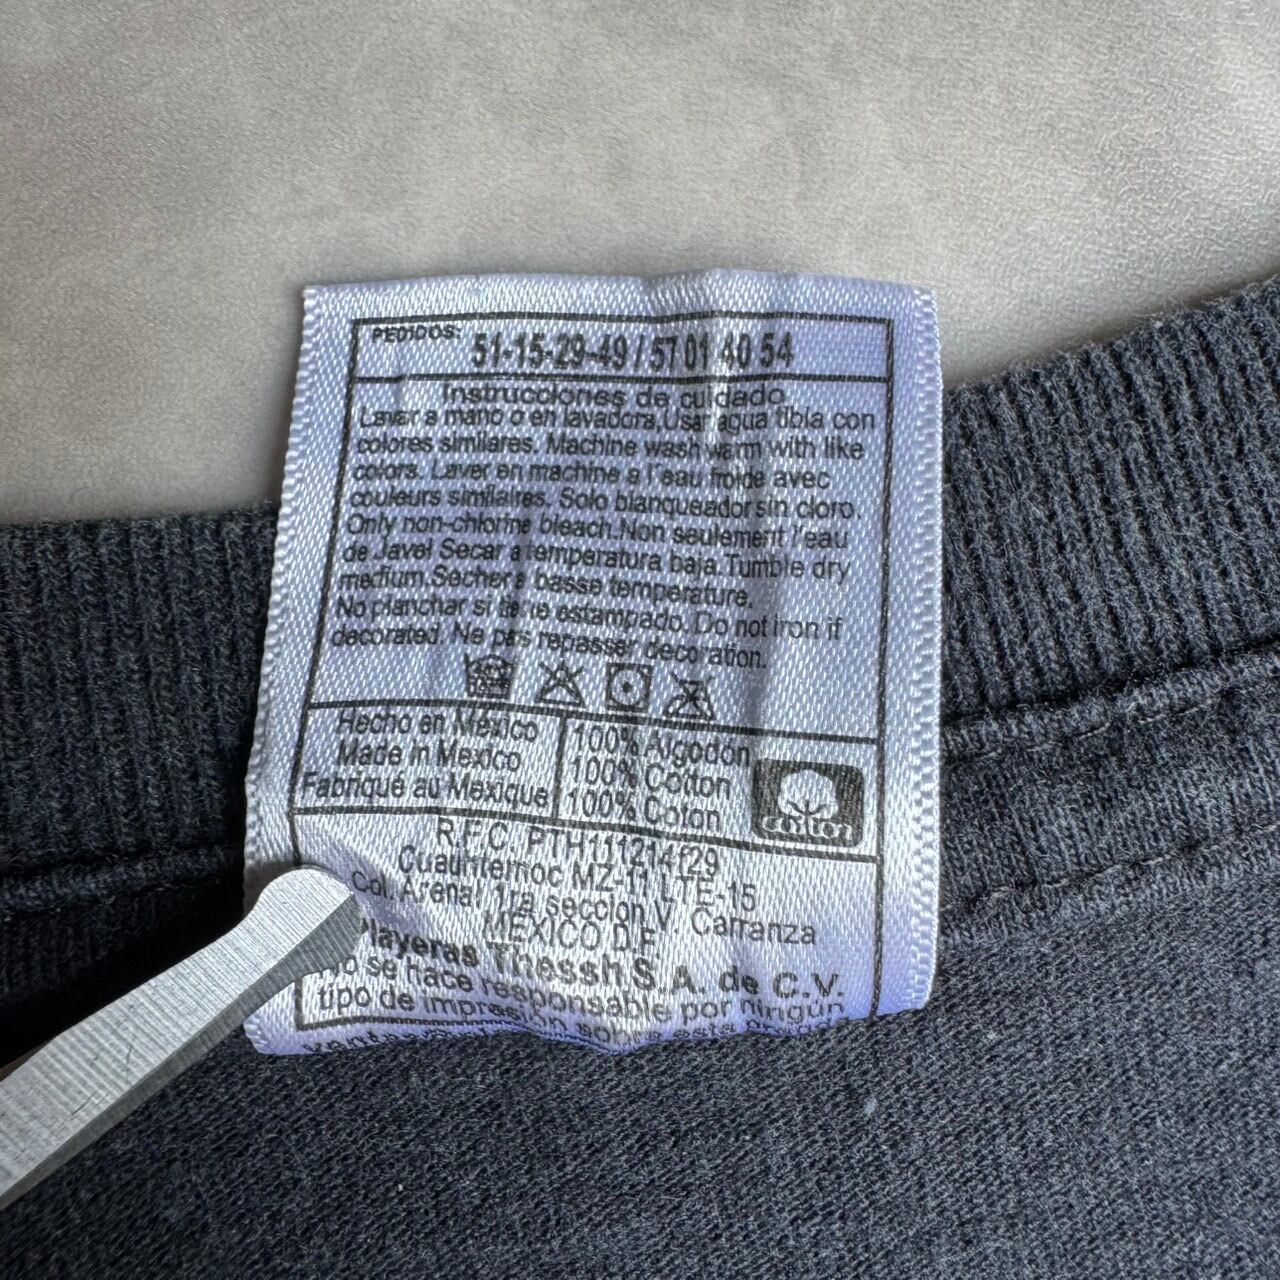 PEDIDOS: 51-15-29-49 / 57 01 40 54
Instrucciones de cuidado
Lavar a mano o en lavadora,Usar agua tibia con
colores similares. Machine wash warm with like
colors. Laver en machine a l'eau froide avec
couleurs similaires. Solo blanqueador sin cloro.
Only non-chlorine bleach.Non seulement l'eau
de Javel Secar a temperatura baja.Tumble dry
medium.Secher a basse temperature.
No planchar si tiene estampado. Do not iron if
decorated. Ne pas repasser decoration.
Hecho en México
Made in Mexico
Fabriqué au Mexique
100% Algodón
100% Cotton
100% Coton
cotton
R.F.C. PTH111214f29
Cuauhtemoc MZ-11 LTE-15
Col. Arenal, 1ra seccion V. Carranza
MEXICO D.F
Playeras Thessh S.A. de C.V.
no se hace responsable por ningún
tipo de impresión sobre esta prenda